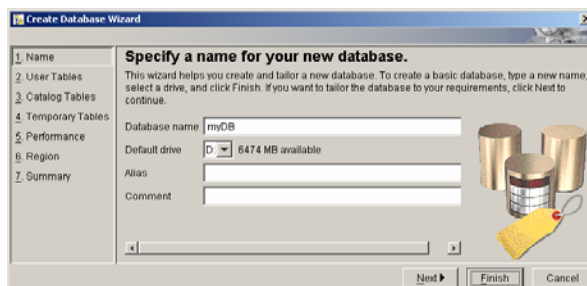 Create Database Wizard
1. Name
2. User Tables
3. Catalog Tables
4. Temporary Tables
5. Performance
6. Region
7. Summary
Specify a name for your new database.
This wizard helps you create and tailor a new database. To create a basic database, type a new name,
select a drive, and click Finish. If you want to tailor the database to your requirements, click Next to
continue.
Database name myDB
Default drive D: 6474 MB available
Alias
Comment
Next Finish Cancel